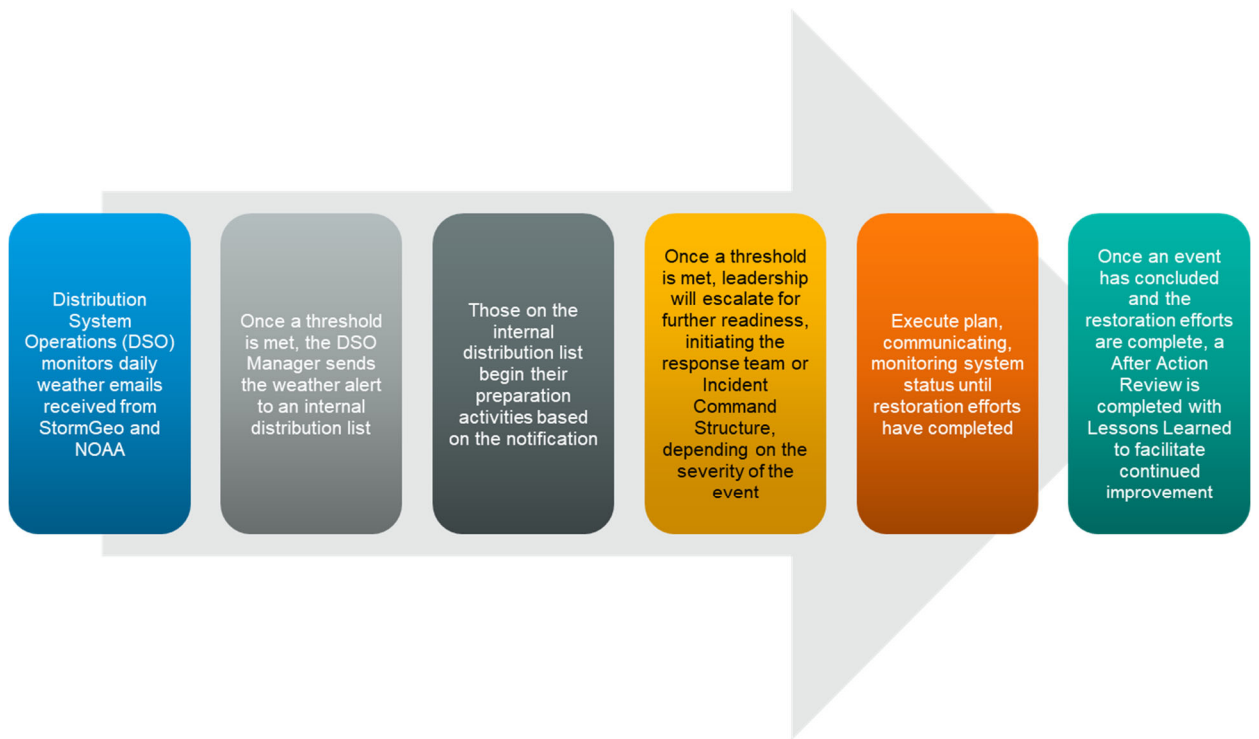 Distribution
System
Operations (DSO)
monitors daily
weather emails
received from
StormGeo and
NOAA
Once a threshold
is met, the DSO
Manager sends
the weather alert
to an internal
distribution list
Those on the
internal
distribution list
begin their
preparation
activities based
on the notification
Once a threshold
is met, leadership
will escalate for
further readiness,
initiating the
response team or
Incident
Command
Structure,
depending on the
severity of the
event
Execute plan,
communicating,
monitoring system
status until
restoration efforts
have completed
Once an event
has concluded
and the
restoration efforts
are complete, a
After Action
Review is
completed with
Lessons Learned
to facilitate
continued
improvement